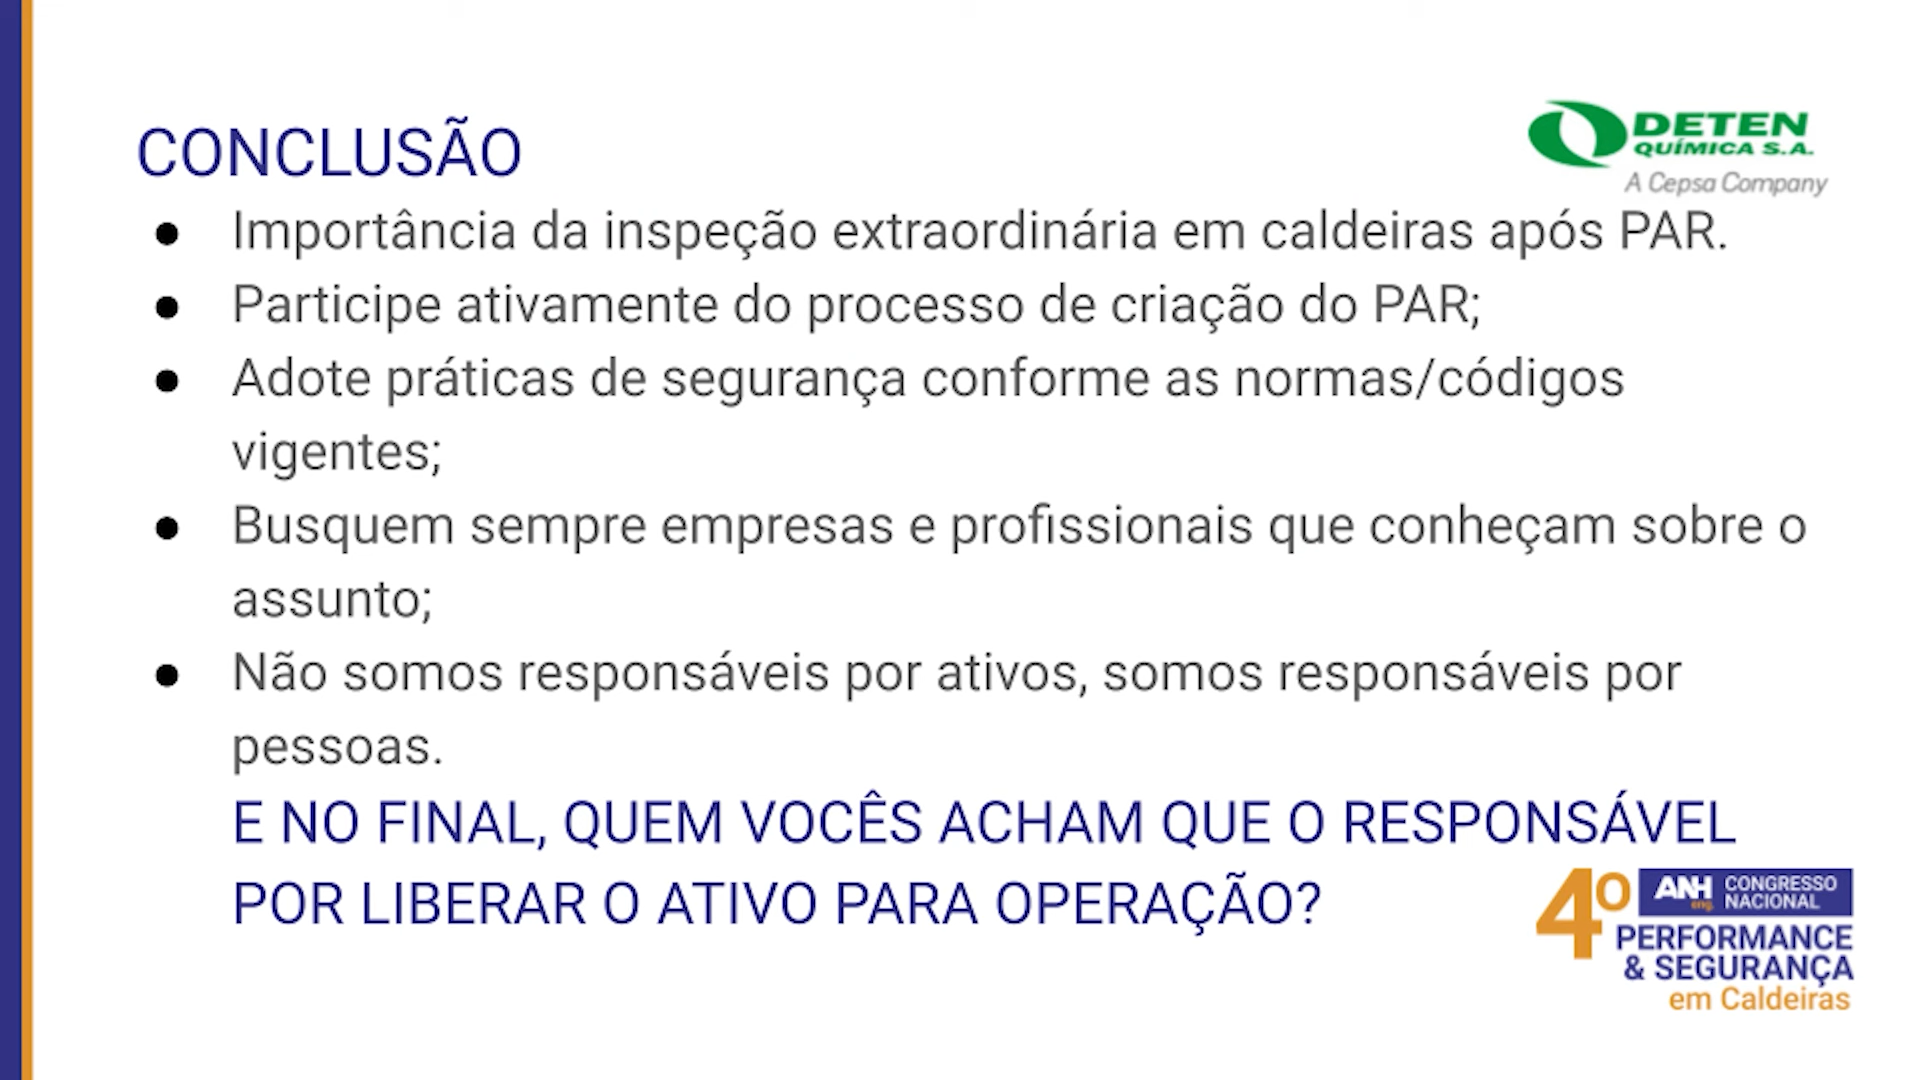 CONCLUSÃO
DETEN
QUÍMICA S.A.
A Cepsa Company
● Importância da inspeção extraordinária em caldeiras após PAR.
● Participe ativamente do processo de criação do PAR;
● Adote práticas de segurança conforme as normas/códigos
vigentes;
● Busquem sempre empresas e profissionais que conheçam sobre o
assunto;
● Não somos responsáveis por ativos, somos responsáveis por
pessoas.
E NO FINAL, QUEM VOCÊS ACHAM QUE O RESPONSÁVEL
POR LIBERAR O ATIVO PARA OPERAÇÃO?
4º ANH eng. CONGRESSO
NACIONAL
PERFORMANCE
& SEGURANÇA
em Caldeiras